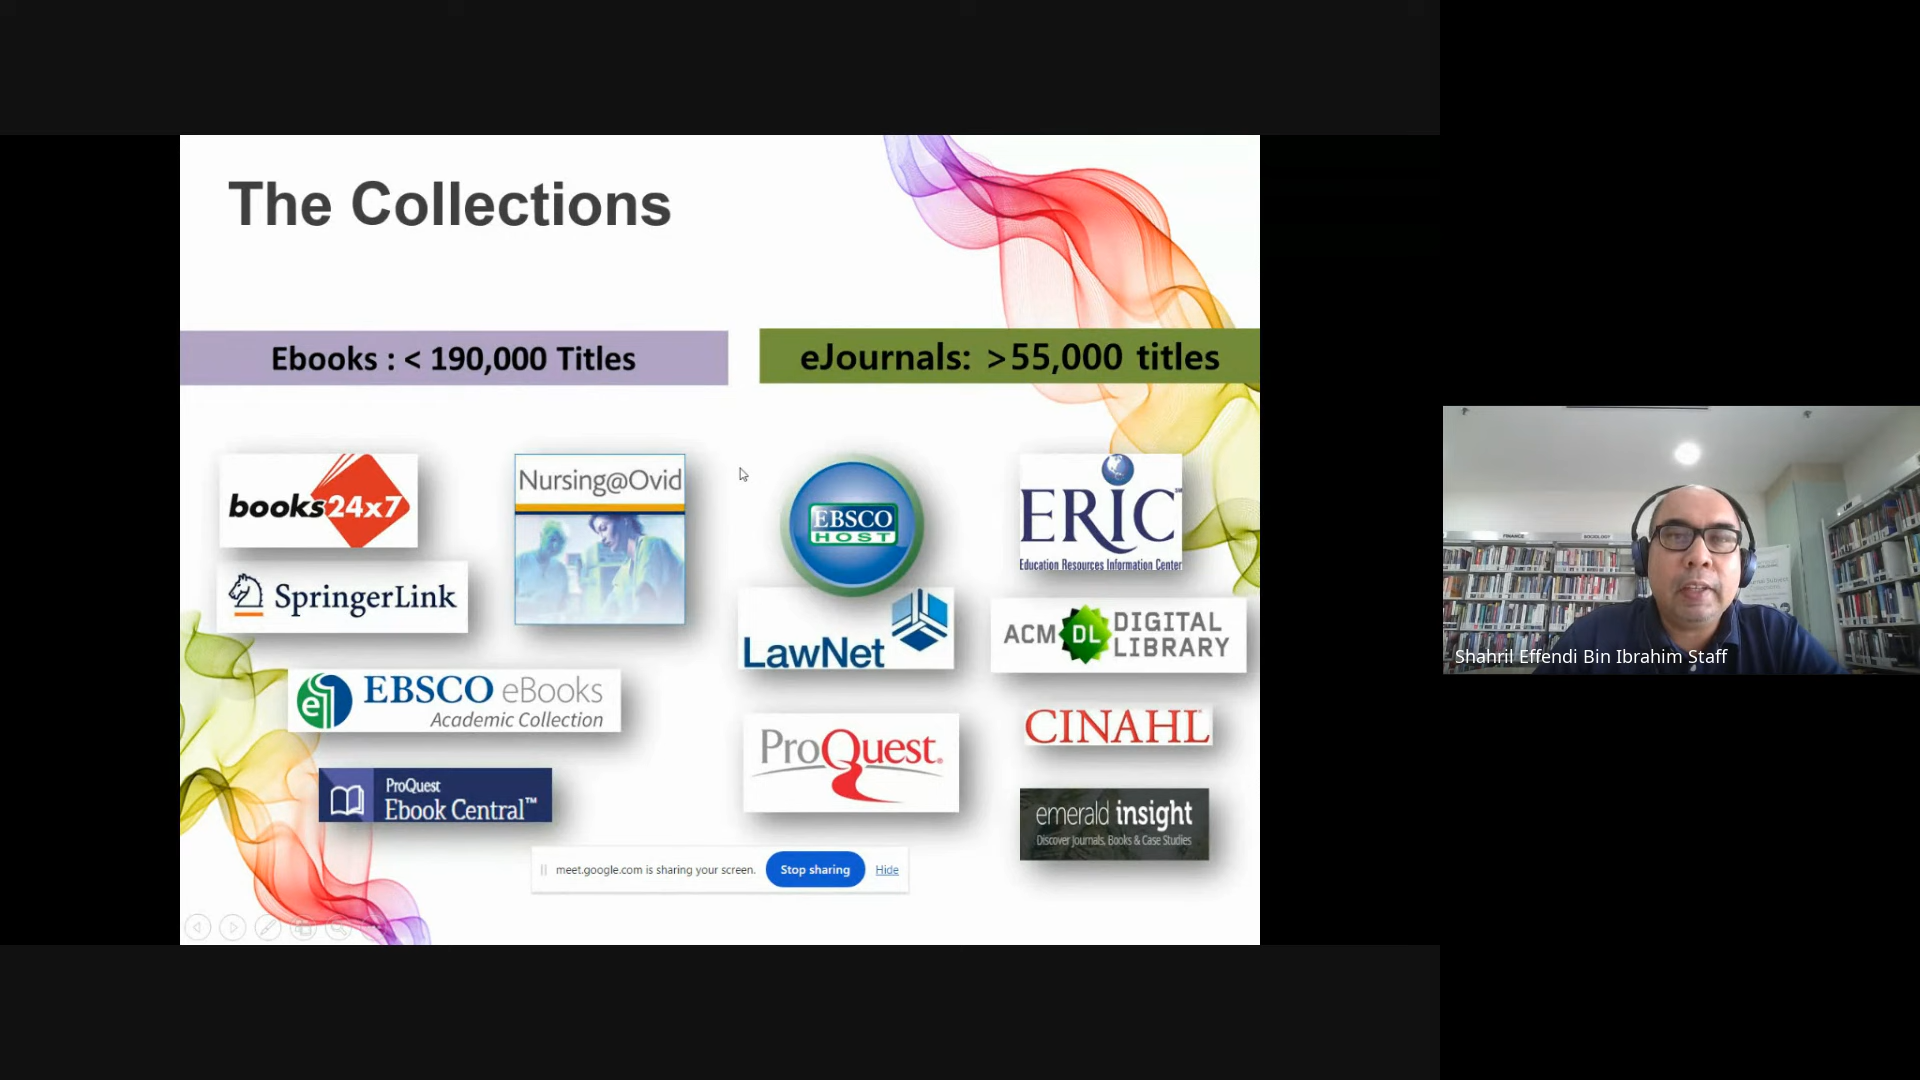 The Collections
Ebooks : < 190,000 Titles
eJournals: >55,000 titles
books24x7
Nursing@Ovid
EBSCO
HOST
ERIC
Education Resources Information Center
SpringerLink
LawNet
ACM DL DIGITAL
LIBRARY
EBSCO eBooks
Academic Collection
ProQuest
CINAHL
ProQuest
Ebook Central™
emerald insight
Discover Journals, Books & Case Studies
meet.google.com is sharing your screen. Stop sharing Hide
FINANCE
SOCIOLOGY
Shahril Effendi Bin Ibrahim Staff